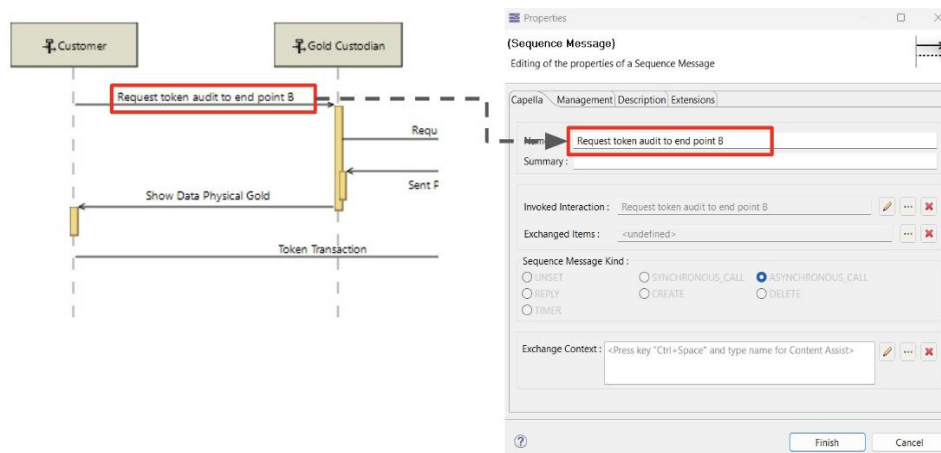 Customer
Gold Custodian
Request token audit to end point B
Requ
Sent P
Show Data Physical Gold
Token Transaction
Properties
(Sequence Message)
Editing of the properties of a Sequence Message
Capella Management Description Extensions
Name Request token audit to end point B
Summary :
Invoked Interaction : Request token audit to end point B
Exchanged Items : <undefined>
Sequence Message Kind :
UNSET SYNCHRONOUS_CALL ASYNCHRONOUS_CALL
REPLY CREATE DELETE
TIMER
Exchange Context : <Press key "Ctrl+Space" and type name for Content Assist>
Finish Cancel